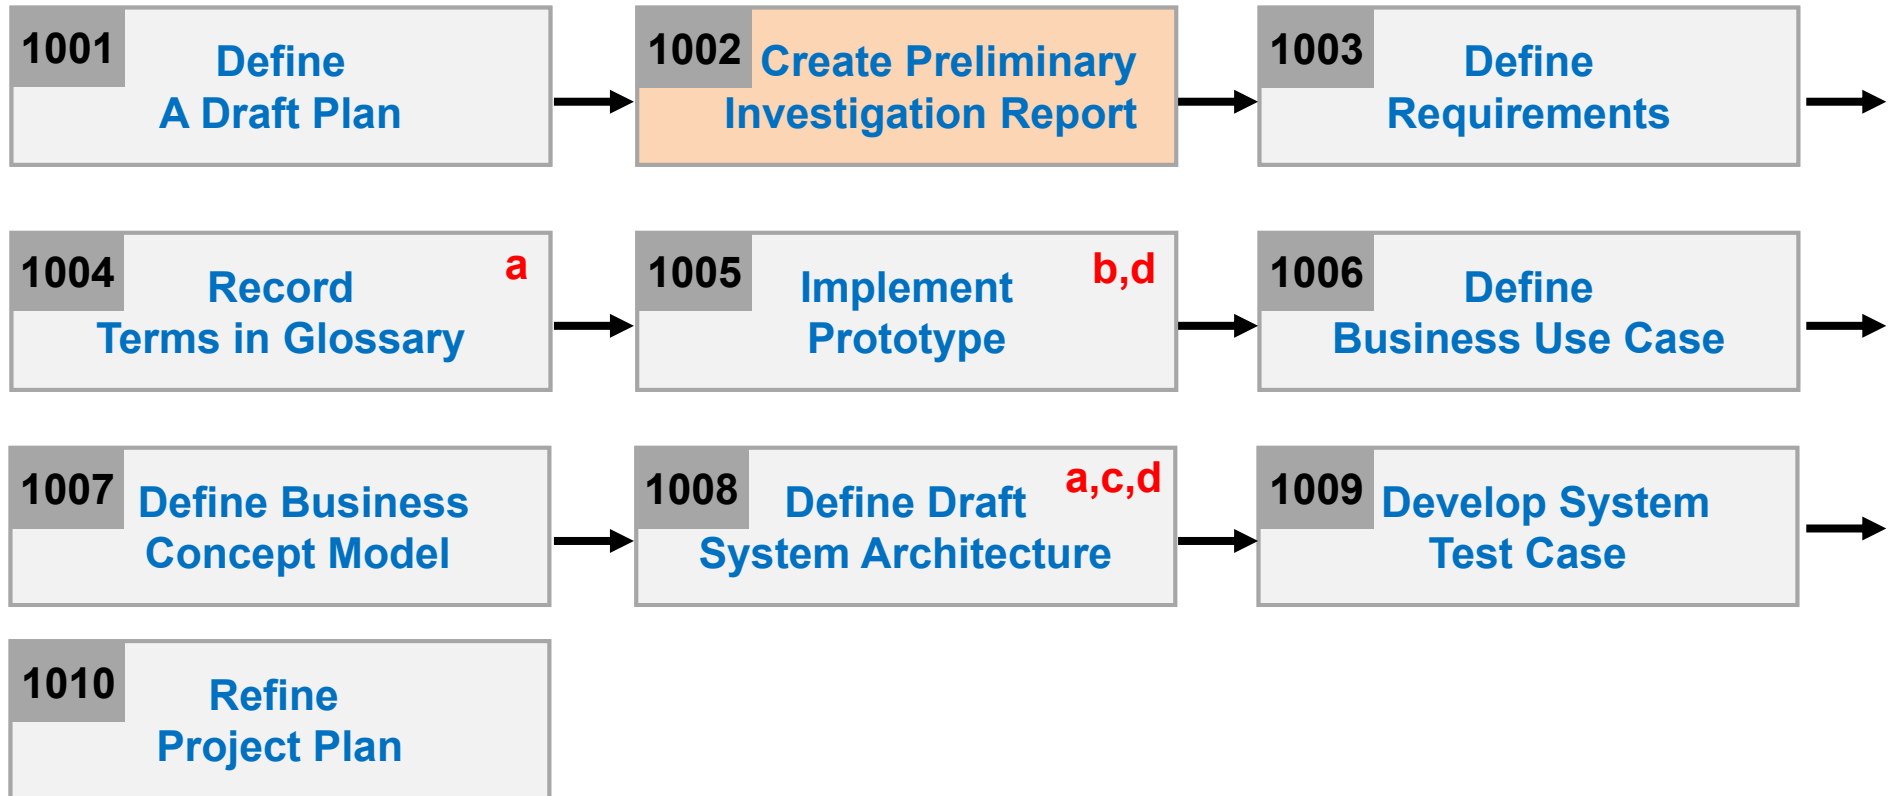 1001
Define
A Draft Plan
1002
Create Preliminary
Investigation Report
1003
Define
Requirements
1004
a
Record
Terms in Glossary
1005
b,d
Implement
Prototype
1006
Define
Business Use Case
1007
Define Business
Concept Model
1008
a,c,d
Define Draft
System Architecture
1009
Develop System
Test Case
1010
Refine
Project Plan